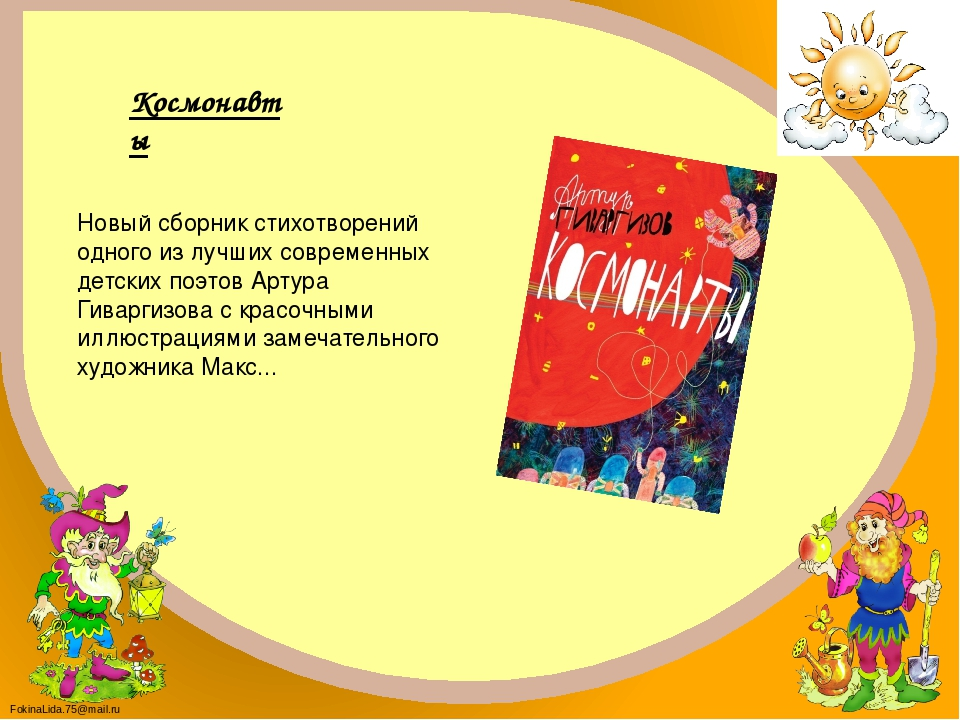 Космонавт
ы
Новый сборник стихотворений
одного из лучших современных
детских поэтов Артура
Гиваргизова с красочными
иллюстрациями замечательного
художника Макс...
Артур
ГИВАРГИЗОВ
КОСМОНАВТЫ
FokinaLida.75@mail.ru